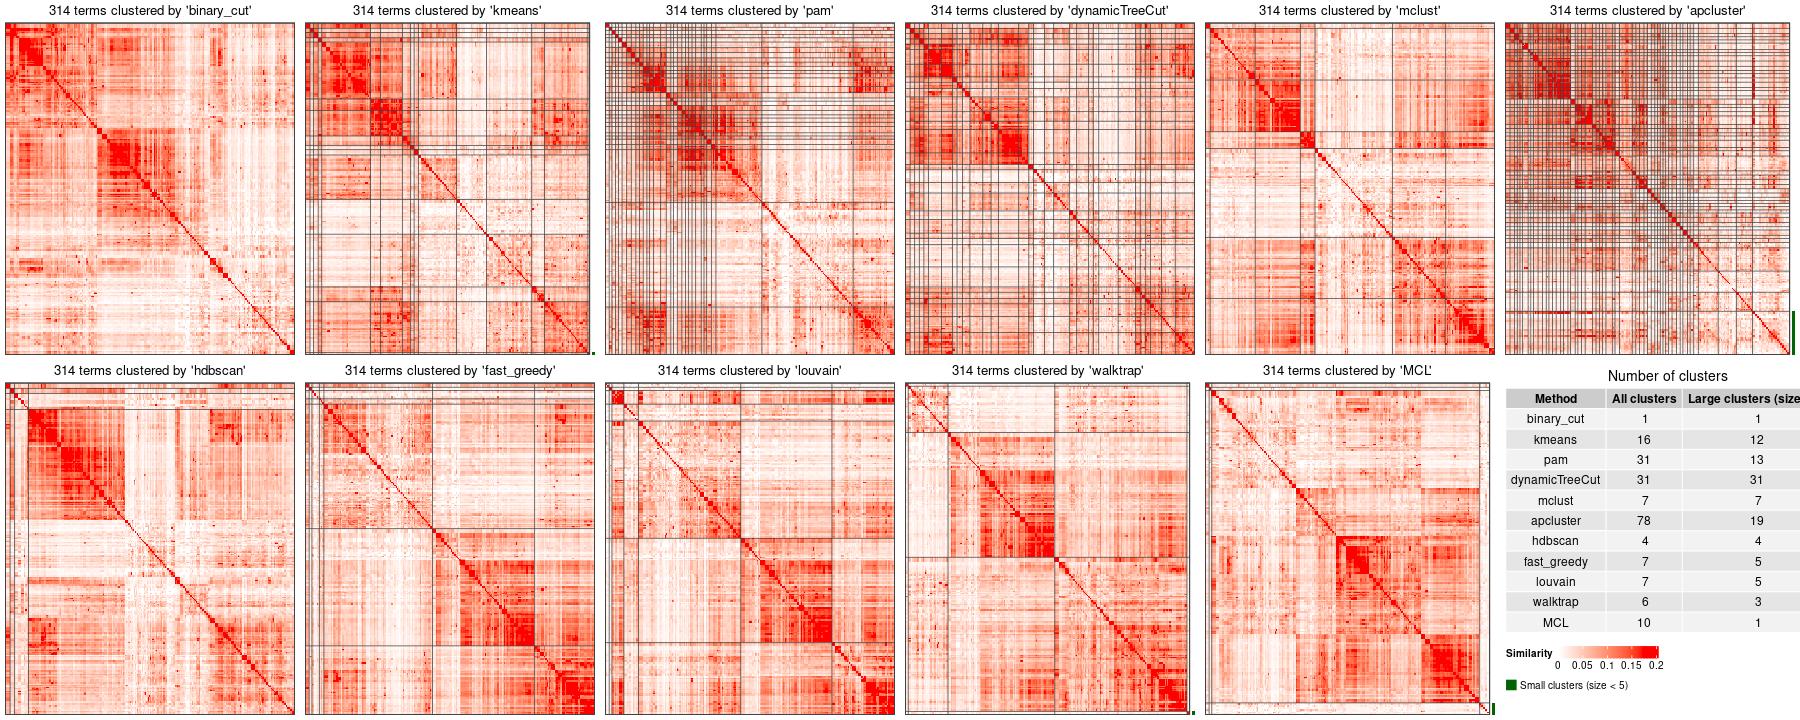 314 terms clustered by 'binary_cut'
314 terms clustered by 'kmeans'
314 terms clustered by 'pam'
314 terms clustered by 'dynamicTreeCut'
314 terms clustered by 'mclust'
314 terms clustered by 'apcluster'
314 terms clustered by 'hdbscan'
314 terms clustered by 'fast_greedy'
314 terms clustered by 'louvain'
314 terms clustered by 'walktrap'
314 terms clustered by 'MCL'
Number of clusters
Method All clusters Large clusters (size
binary_cut 1 1
kmeans 16 12
pam 31 13
dynamicTreeCut 31 31
mclust 7 7
apcluster 78 19
hdbscan 4 4
fast_greedy 7 5
louvain 7 5
walktrap 6 3
MCL 10 1
Similarity
0 0.05 0.1 0.15 0.2
Small clusters (size < 5)